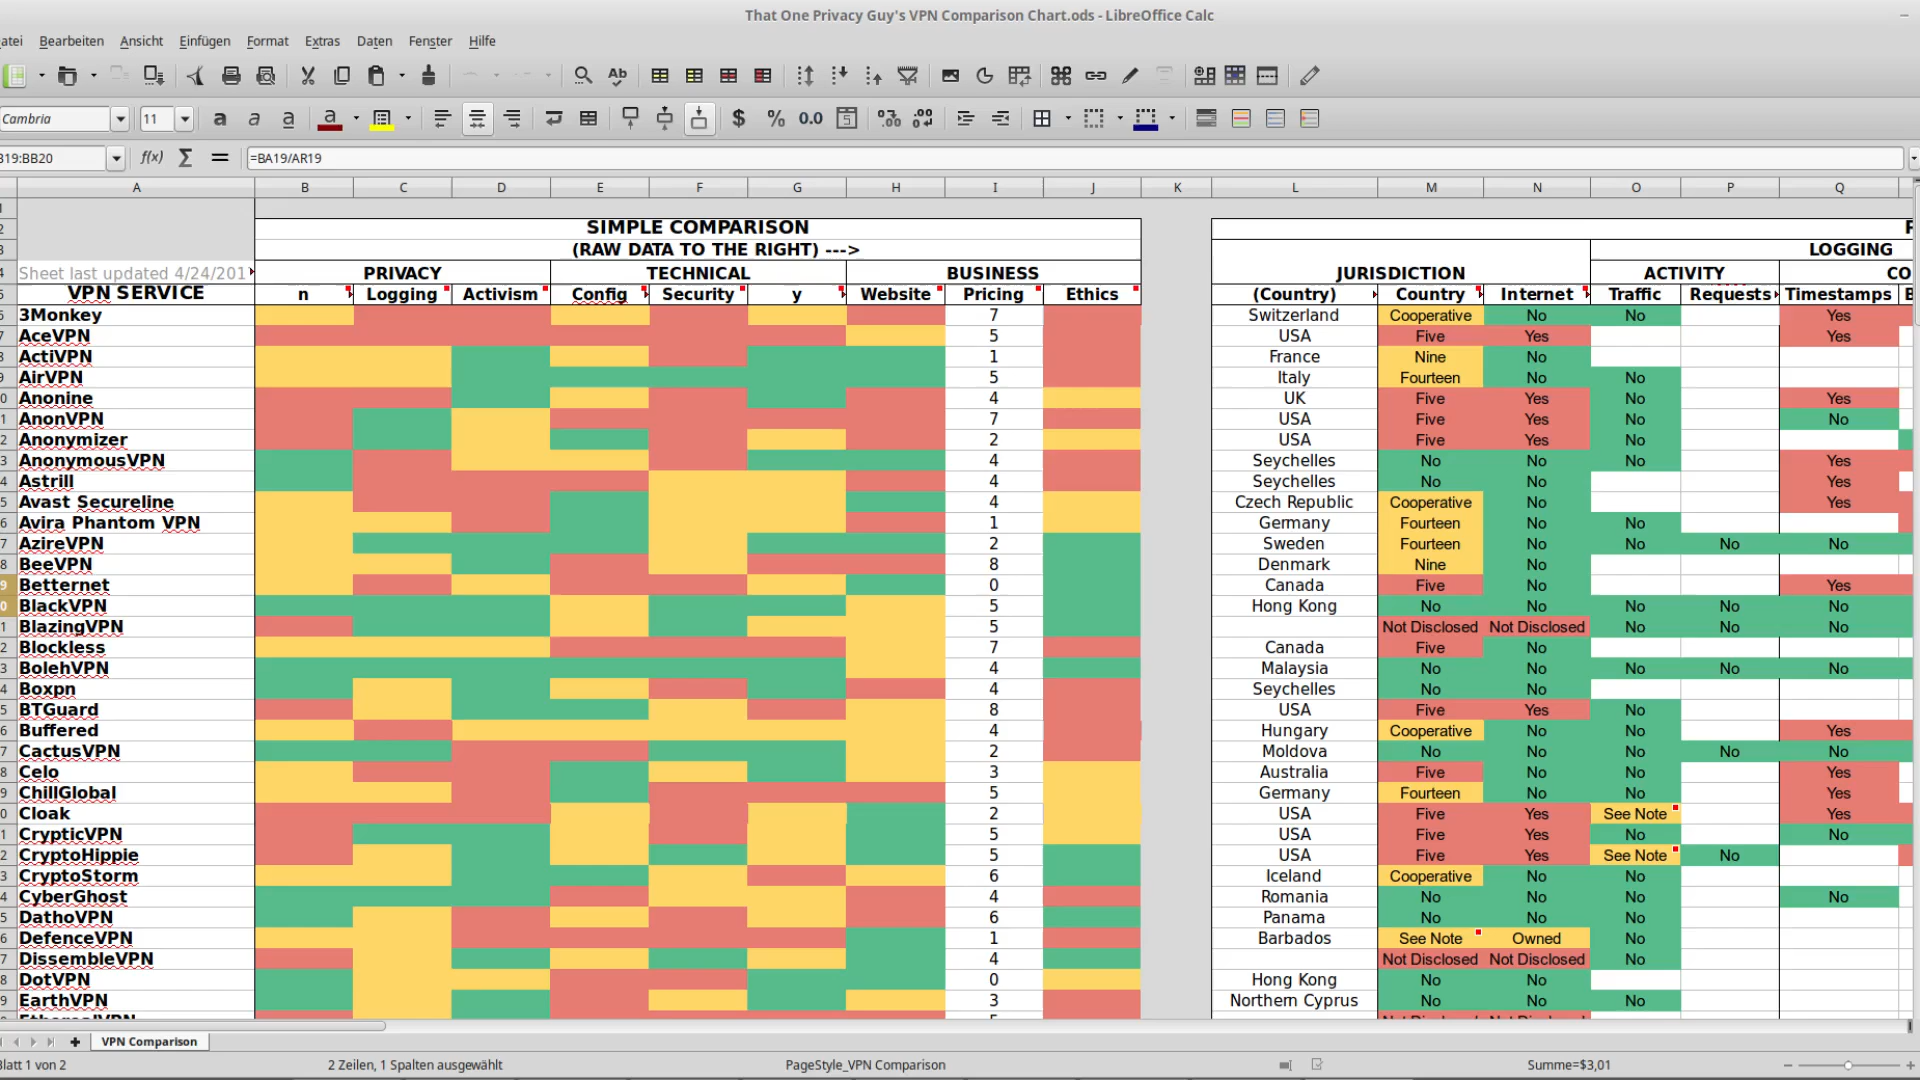 That One Privacy Guy's VPN Comparison Chart.ods - LibreOffice Calc
atei Bearbeiten Ansicht Einfügen Format Extras Daten Fenster Hilfe
Cambria 11
19:BB20 f(x) Σ = =BA19/AR19
A B C D E F G H I J K L M N O P Q
SIMPLE COMPARISON
(RAW DATA TO THE RIGHT) ---> LOGGING
Sheet last updated 4/24/201 PRIVACY TECHNICAL BUSINESS JURISDICTION ACTIVITY CO
VPN SERVICE n Logging Activism Config Security y Website Pricing Ethics (Country) Country Internet Traffic Requests Timestamps
3Monkey 7 Switzerland Cooperative No No Yes
AceVPN 5 USA Five Yes Yes
ActiVPN 1 France Nine No
AirVPN 5 Italy Fourteen No No
Anonine 4 UK Five Yes No Yes
AnonVPN 7 USA Five Yes No No
Anonymizer 2 USA Five Yes No
AnonymousVPN 4 Seychelles No No No Yes
Astrill 4 Seychelles No No Yes
Avast Secureline 4 Czech Republic Cooperative No Yes
Avira Phantom VPN 1 Germany Fourteen No No
AzireVPN 2 Sweden Fourteen No No No No
BeeVPN 8 Denmark Nine No
Betternet 0 Canada Five No Yes
BlackVPN 5 Hong Kong No No No No No
BlazingVPN 5 Not Disclosed Not Disclosed No No No
Blockless 7 Canada Five No
BolehVPN 4 Malaysia No No No No No
Boxpn 4 Seychelles No No
BTGuard 8 USA Five Yes No
Buffered 4 Hungary Cooperative No No Yes
CactusVPN 2 Moldova No No No No No
Celo 3 Australia Five No No Yes
ChillGlobal 5 Germany Fourteen No No Yes
Cloak 2 USA Five Yes See Note Yes
CrypticVPN 5 USA Five Yes No No
CryptoHippie 5 USA Five Yes See Note No
CryptoStorm 6 Iceland Cooperative No No
CyberGhost 4 Romania No No No No
DathoVPN 6 Panama No No No
DefenceVPN 1 Barbados See Note Owned No
DissembleVPN 4 Not Disclosed Not Disclosed No
DotVPN 0 Hong Kong No No
EarthVPN 3 Northern Cyprus No No No
VPN Comparison
Blatt 1 von 2 2 Zeilen, 1 Spalten ausgewählt PageStyle_VPN Comparison Summe=$3,01